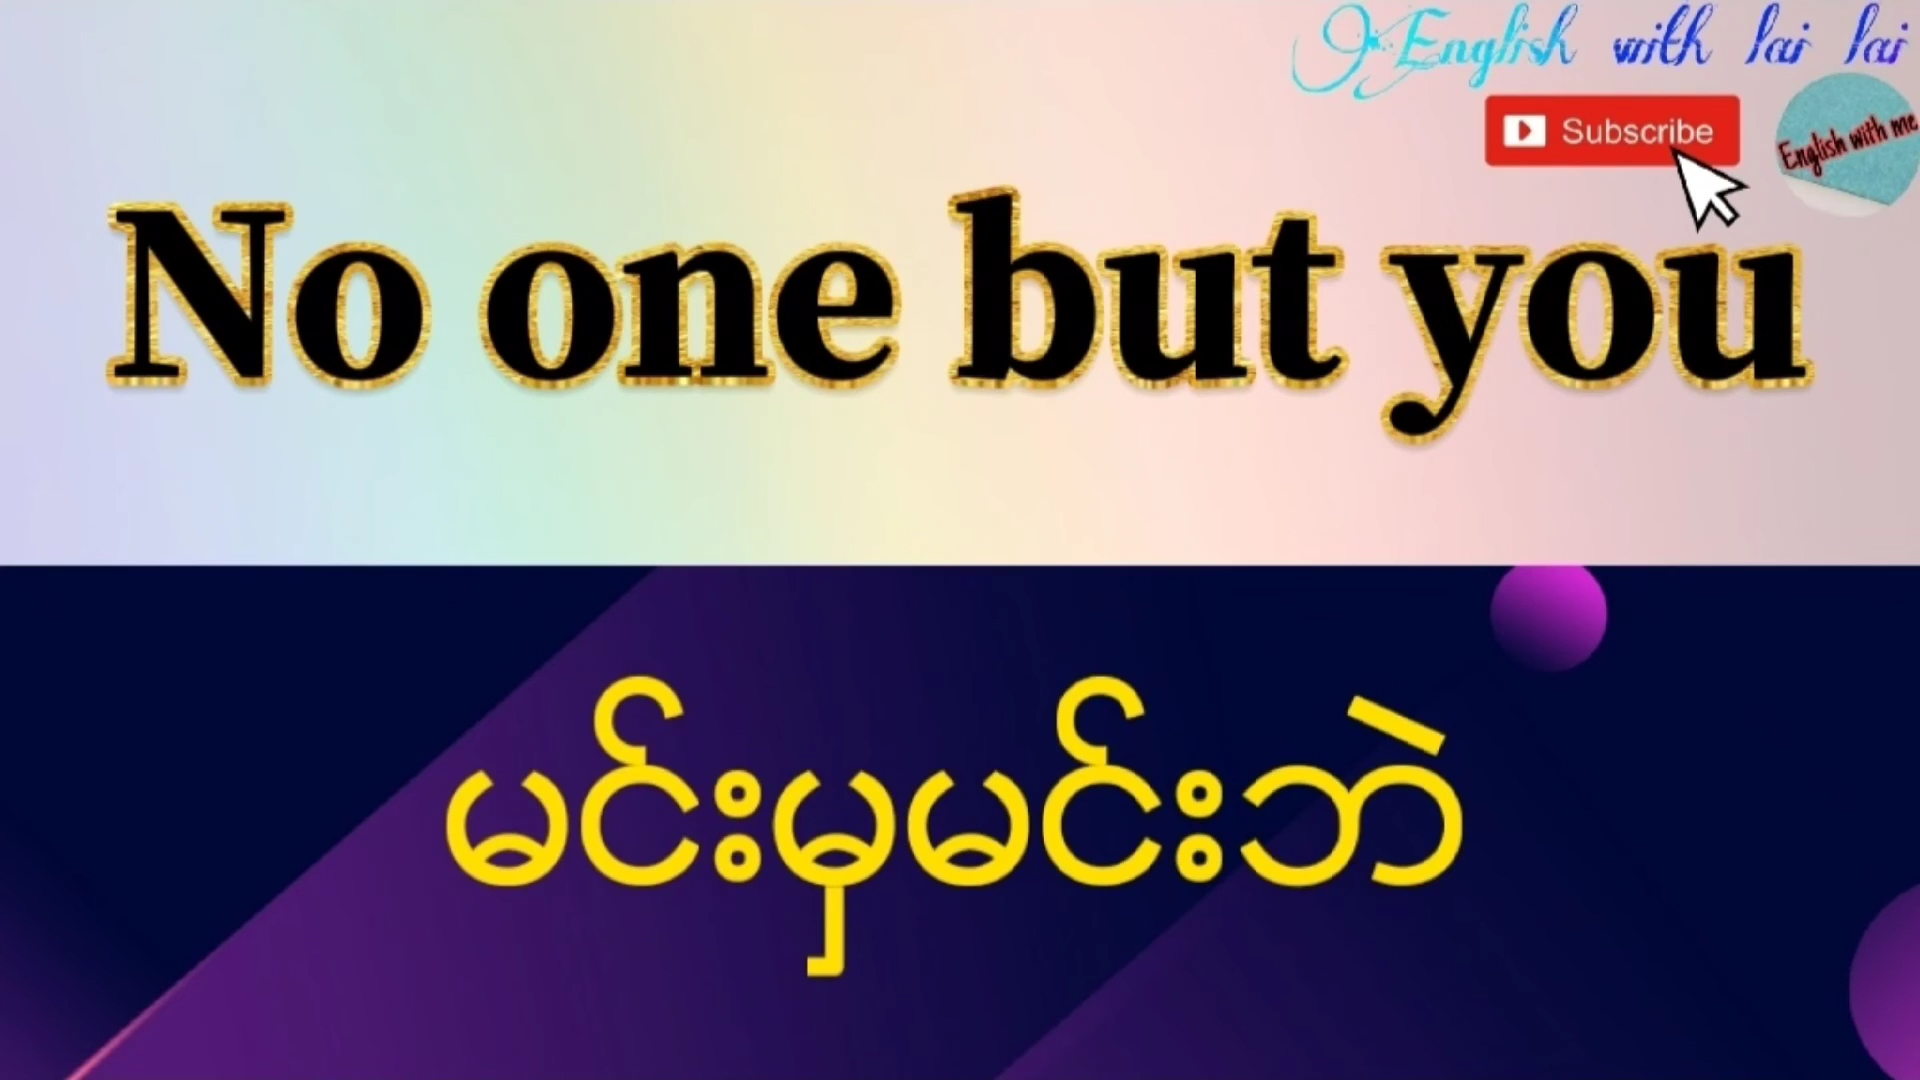 English with lai lai
Subscribe
English with me
No one but you
မင်းမှမင်းဘဲ